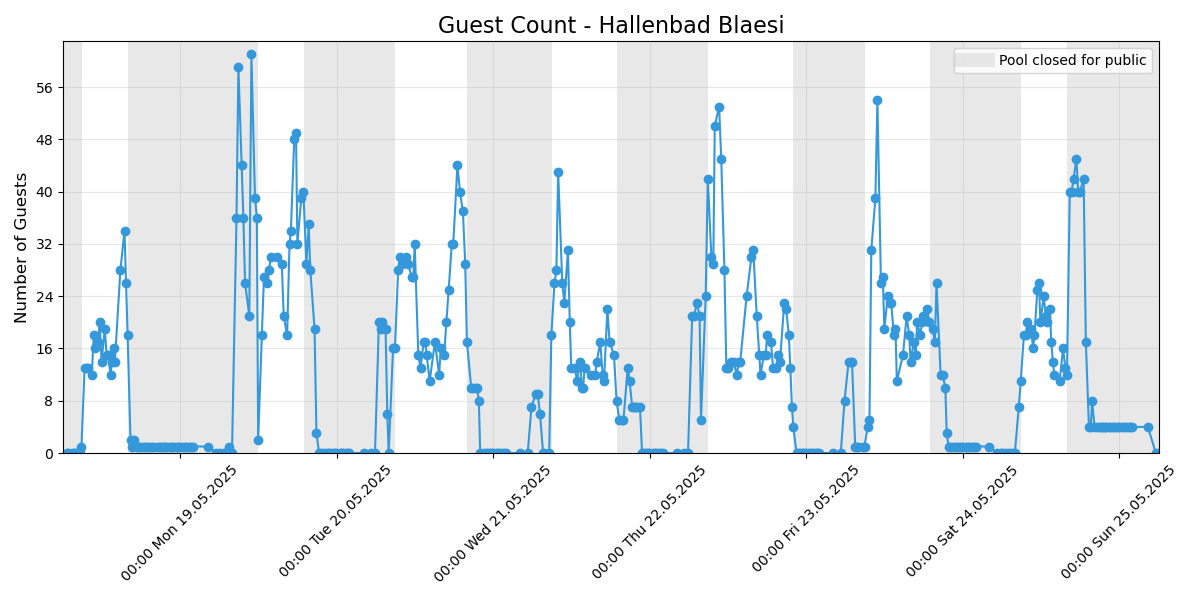 Guest Count - Hallenbad Blaesi
Pool closed for public
Number of Guests
56
48
40
32
24
16
8
0
00:00 Mon 19.05.2025
00:00 Tue 20.05.2025
00:00 Wed 21.05.2025
00:00 Thu 22.05.2025
00:00 Fri 23.05.2025
00:00 Sat 24.05.2025
00:00 Sun 25.05.2025